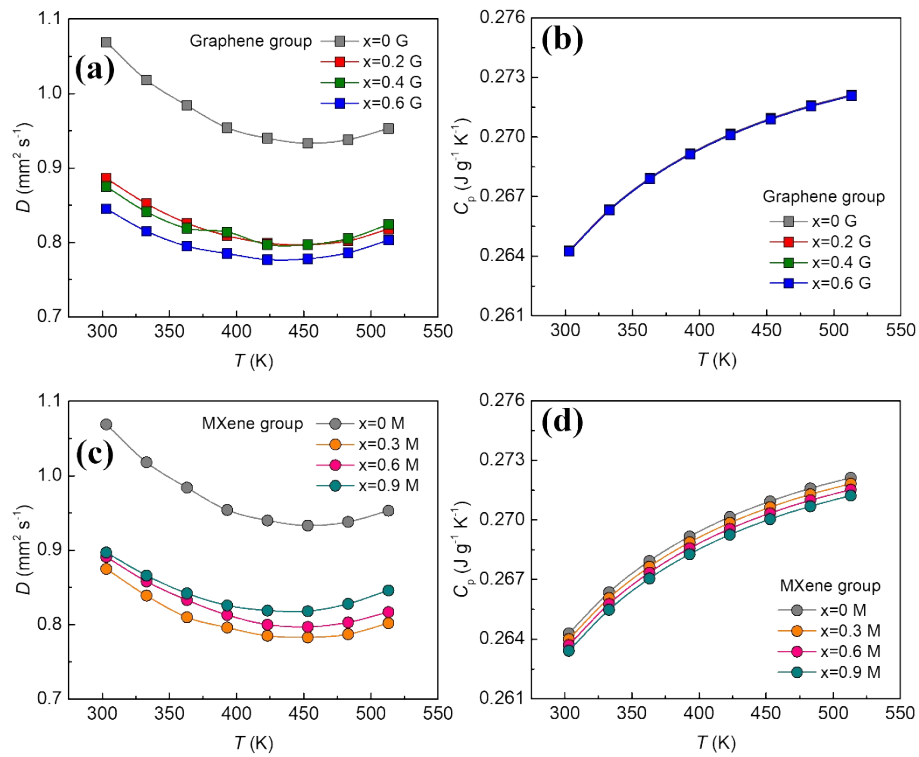 1.1
1.0
0.9
0.8
0.7
D (mm² s⁻¹)
(a)
Graphene group
x=0 G
x=0.2 G
x=0.4 G
x=0.6 G
300 350 400 450 500 550
T (K)
0.276
0.273
0.270
0.267
0.264
0.261
Cₚ (J g⁻¹ K⁻¹)
(b)
Graphene group
x=0 G
x=0.2 G
x=0.4 G
x=0.6 G
300 350 400 450 500 550
T (K)
1.1
1.0
0.9
0.8
0.7
D (mm² s⁻¹)
(c)
MXene group
x=0 M
x=0.3 M
x=0.6 M
x=0.9 M
300 350 400 450 500 550
T (K)
0.276
0.273
0.270
0.267
0.264
0.261
Cₚ (J g⁻¹ K⁻¹)
(d)
MXene group
x=0 M
x=0.3 M
x=0.6 M
x=0.9 M
300 350 400 450 500 550
T (K)